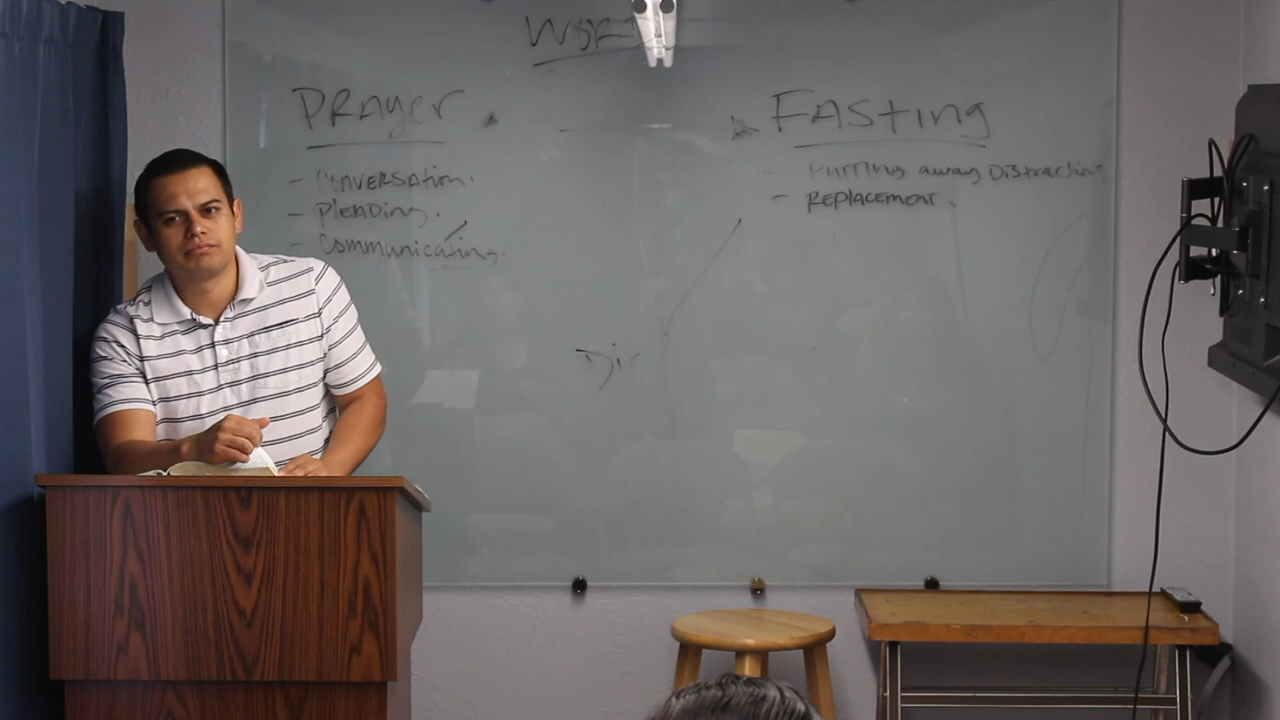 PRAyer
- CONVERSATION.
- PlEADing.
- Communicating.
FASting
Putting away Distractions
- REPLACEMENT.